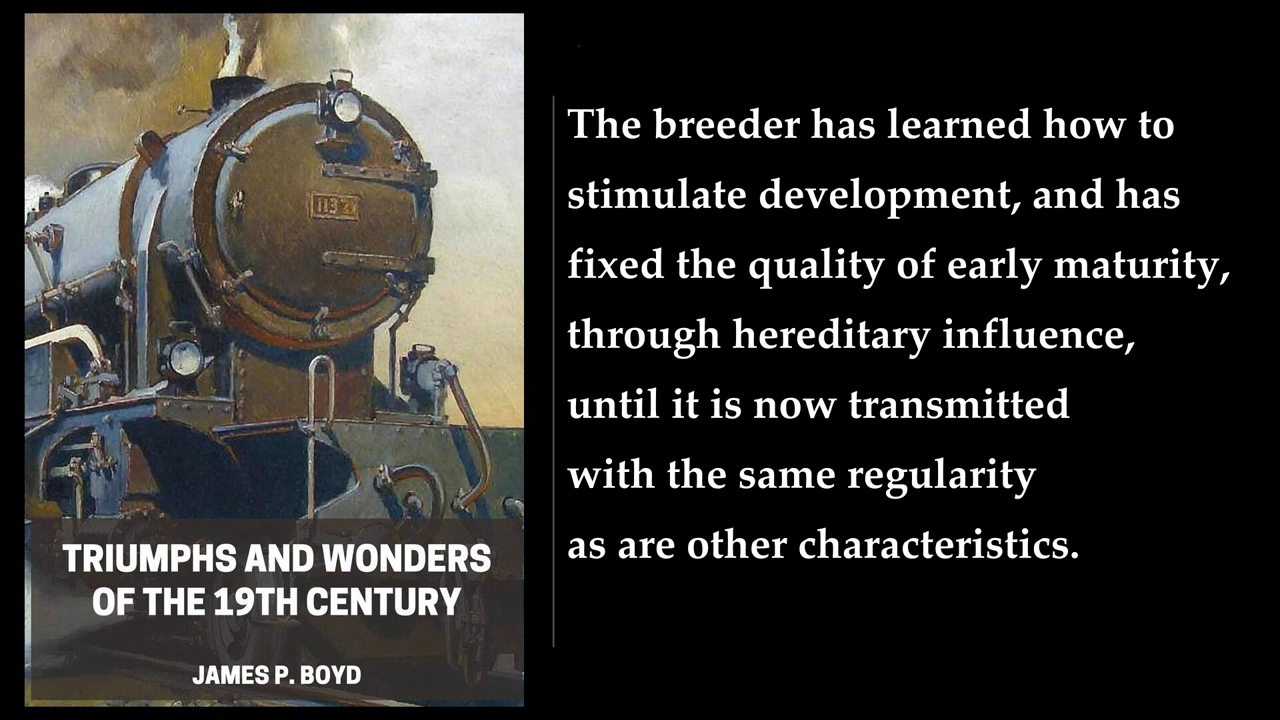 1132
TRIUMPHS AND WONDERS
OF THE 19TH CENTURY
JAMES P. BOYD
The breeder has learned how to
stimulate development, and has
fixed the quality of early maturity,
through hereditary influence,
until it is now transmitted
with the same regularity
as are other characteristics.